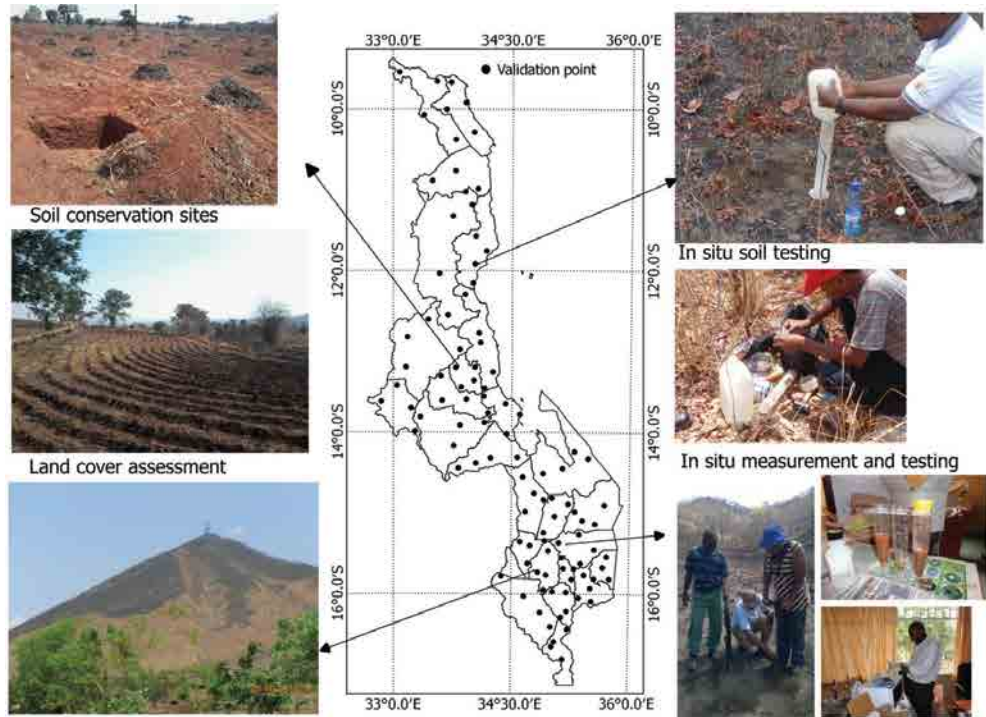 33°0.0'E 34°30.0'E 36°0.0'E
Validation point
10°0.0'S
10°0.0'S
Soil conservation sites
In situ soil testing
12°0.0'S
12°0.0'S
14°0.0'S
14°0.0'S
Land cover assessment
In situ measurement and testing
16°0.0'S
16°0.0'S
33°0.0'E 34°30.0'E 36°0.0'E